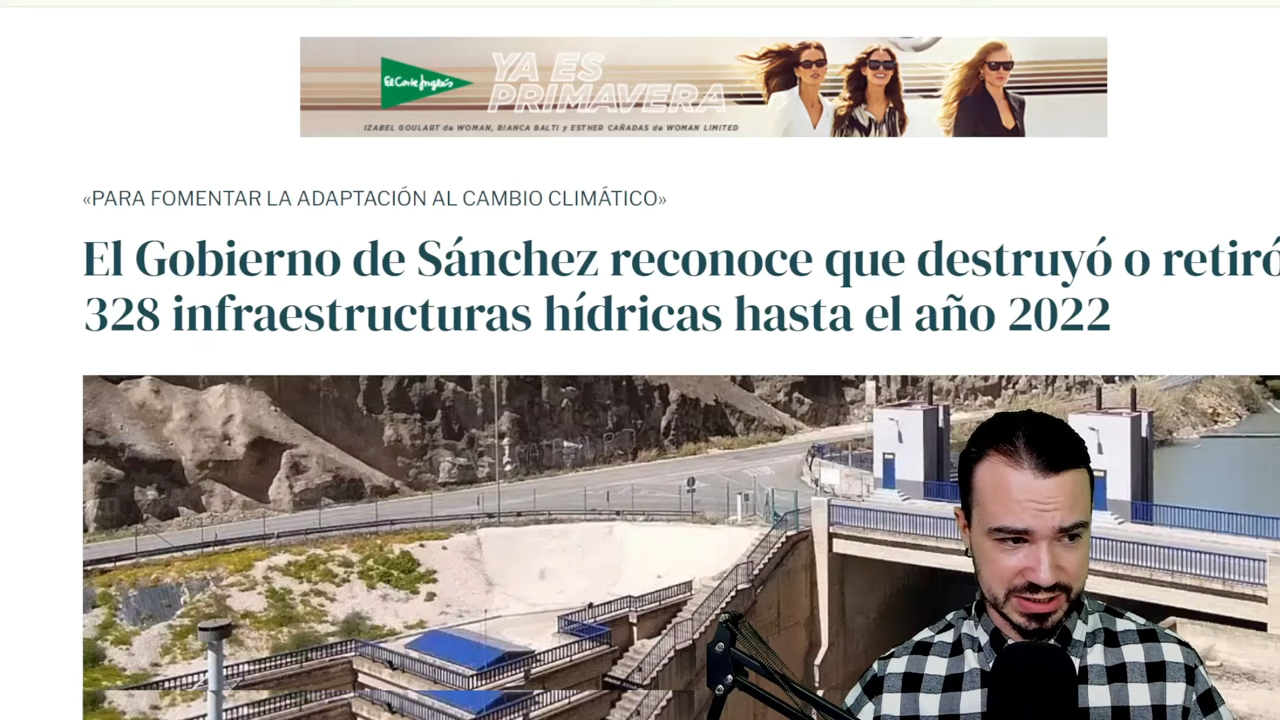 El Corte Inglés
YA ES
PRIMAVERA
IZABEL GOULART de WOMAN, BIANCA BALTI y ESTHER CAÑADAS de WOMAN LIMITED
«PARA FOMENTAR LA ADAPTACIÓN AL CAMBIO CLIMÁTICO»
El Gobierno de Sánchez reconoce que destruyó o retiró
328 infraestructuras hídricas hasta el año 2022